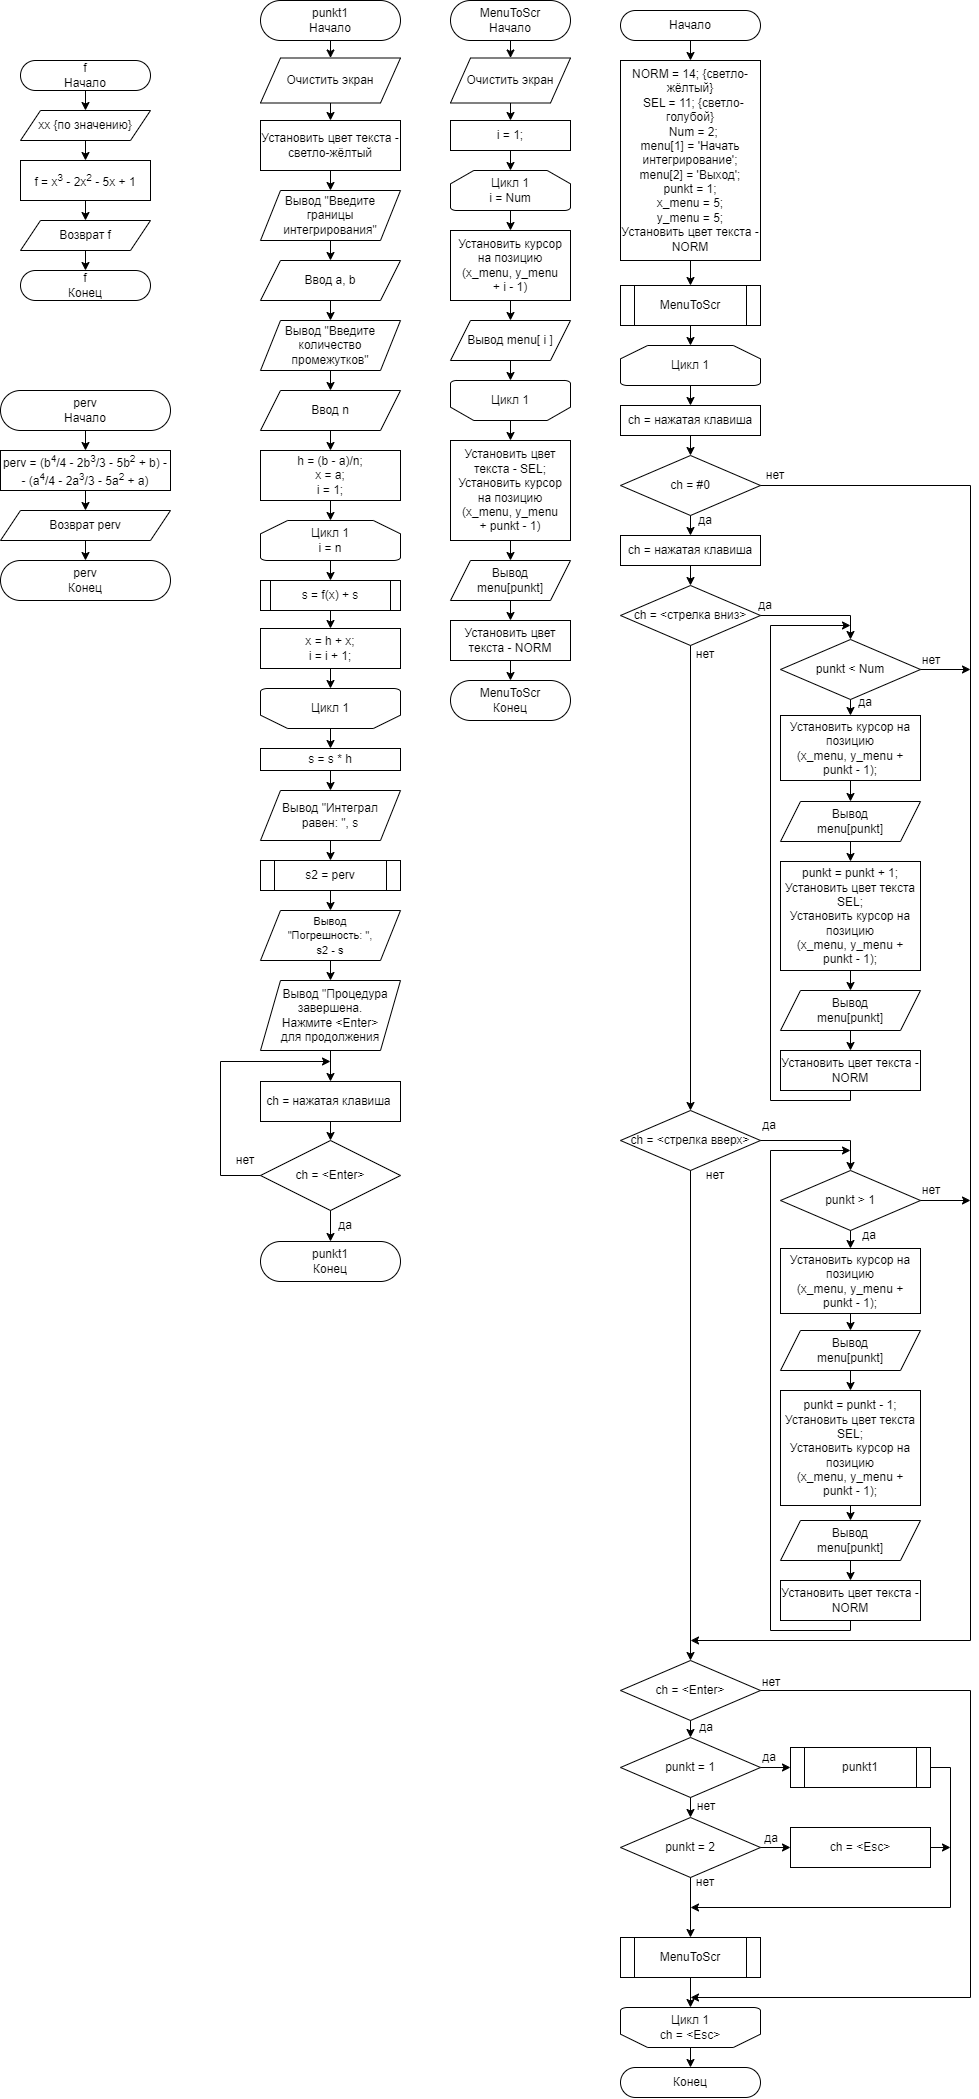 f
Начало
xx {по значению}
f = x³ - 2x² - 5x + 1
Возврат f
f
Конец
perv
Начало
perv = (b⁴/4 - 2b³/3 - 5b² + b) -
- (a⁴/4 - 2a³/3 - 5a² + a)
Возврат perv
perv
Конец
punkt1
Начало
Очистить экран
Установить цвет текста -
светло-жёлтый
Вывод "Введите
границы
интегрирования"
Ввод a, b
Вывод "Введите
количество
промежутков"
Ввод n
h = (b - a)/n;
x = a;
i = 1;
Цикл 1
i = n
s = f(x) + s
x = h + x;
i = i + 1;
Цикл 1
s = s * h
Вывод "Интеграл
равен: ", s
s2 = perv
Вывод
"Погрешность: ",
s2 - s
Вывод "Процедура
завершена.
Нажмите <Enter>
для продолжения
ch = нажатая клавиша
нет
ch = <Enter>
да
punkt1
Конец
MenuToScr
Начало
Очистить экран
i = 1;
Цикл 1
i = Num
Установить курсор
на позицию
(x_menu, y_menu
+ i - 1)
Вывод menu[ i ]
Цикл 1
Установить цвет
текста - SEL;
Установить курсор
на позицию
(x_menu, y_menu
+ punkt - 1)
Вывод
menu[punkt]
Установить цвет
текста - NORM
MenuToScr
Конец
Начало
NORM = 14; {светло-
жёлтый}
SEL = 11; {светло-
голубой}
Num = 2;
menu[1] = 'Начать
интегрирование';
menu[2] = 'Выход';
punkt = 1;
x_menu = 5;
y_menu = 5;
Установить цвет текста -
NORM
MenuToScr
Цикл 1
ch = нажатая клавиша
ch = #0
нет
да
ch = нажатая клавиша
ch = <стрелка вниз>
да
нет
punkt < Num
нет
да
Установить курсор на
позицию
(x_menu, y_menu +
punkt - 1);
Вывод
menu[punkt]
punkt = punkt + 1;
Установить цвет текста
SEL;
Установить курсор на
позицию
(x_menu, y_menu +
punkt - 1);
Вывод
menu[punkt]
Установить цвет текста -
NORM
ch = <стрелка вверх>
да
нет
punkt > 1
нет
да
Установить курсор на
позицию
(x_menu, y_menu +
punkt - 1);
Вывод
menu[punkt]
punkt = punkt - 1;
Установить цвет текста
SEL;
Установить курсор на
позицию
(x_menu, y_menu +
punkt - 1);
Вывод
menu[punkt]
Установить цвет текста -
NORM
ch = <Enter>
нет
да
punkt = 1
да
punkt1
нет
punkt = 2
да
ch = <Esc>
нет
MenuToScr
Цикл 1
ch = <Esc>
Конец